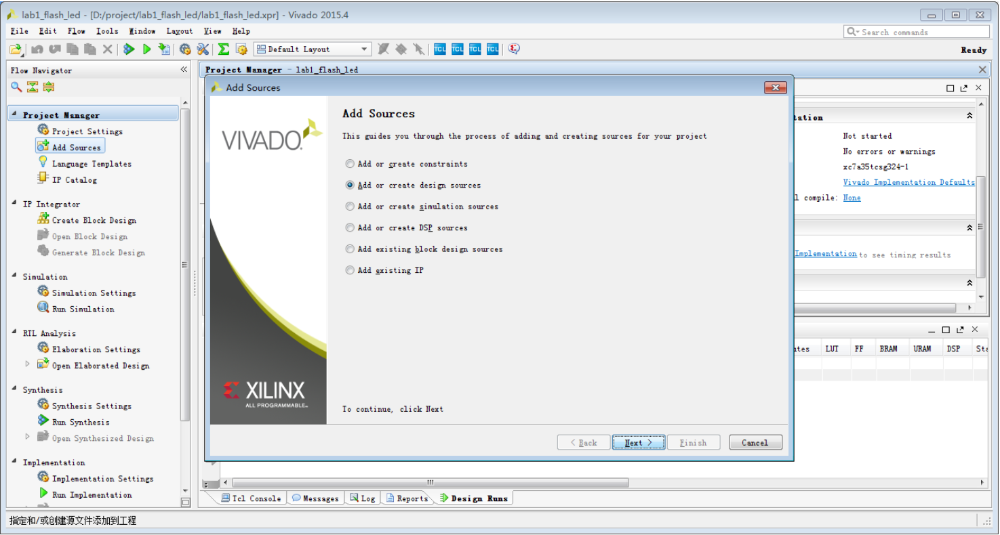 lab1_flash_led - [D:/project/lab1_flash_led/lab1_flash_led.xpr] - Vivado 2015.4
File Edit Flow Tools Window Layout View Help
Search commands
Default Layout
TCL TCL TCL TCL
Ready
Flow Navigator
Project Manager
Project Settings
Add Sources
Language Templates
IP Catalog
IP Integrator
Create Block Design
Open Block Design
Generate Block Design
Simulation
Simulation Settings
Run Simulation
RTL Analysis
Elaboration Settings
Open Elaborated Design
Synthesis
Synthesis Settings
Run Synthesis
Open Synthesized Design
Implementation
Implementation Settings
Run Implementation
Project Manager - lab1_flash_led
Add Sources
VIVADO
XILINX
ALL PROGRAMMABLE
Add Sources
This guides you through the process of adding and creating sources for your project
Add or create constraints
Add or create design sources
Add or create simulation sources
Add or create DSP sources
Add existing block design sources
Add existing IP
To continue, click Next
< Back Next > Finish Cancel
tation
Not started
No errors or warnings
xc7a35tcsg324-1
Vivado Implementation Defaults
l compile: None
Implementation to see timing results
utes LUT FF BRAM URAM DSP Sta
Tcl Console Messages Log Reports Design Runs
指定和/或创建源文件添加到工程